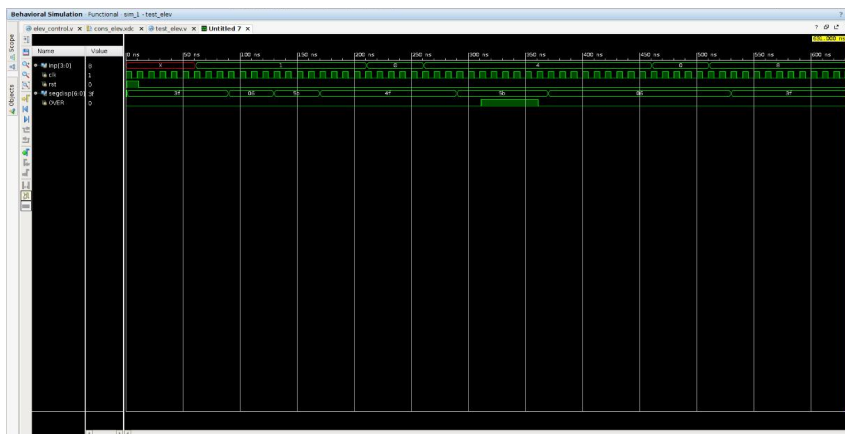 Behavioral Simulation - Functional - sim_1 - test_elev
elev_control.v × cons_elev.xdc × test_elev.v × Untitled 7 ×
Scope
Objects
Name Value
0 ns 50 ns 100 ns 150 ns 200 ns 250 ns 300 ns 350 ns 400 ns 450 ns 500 ns 550 ns 600 ns
inp[3:0] 8 X 1 0 4 0 8
clk 1
rst 0
segdisp[6:0] 3f 3f 06 5b 4f 5b 06 3f
OVER 0